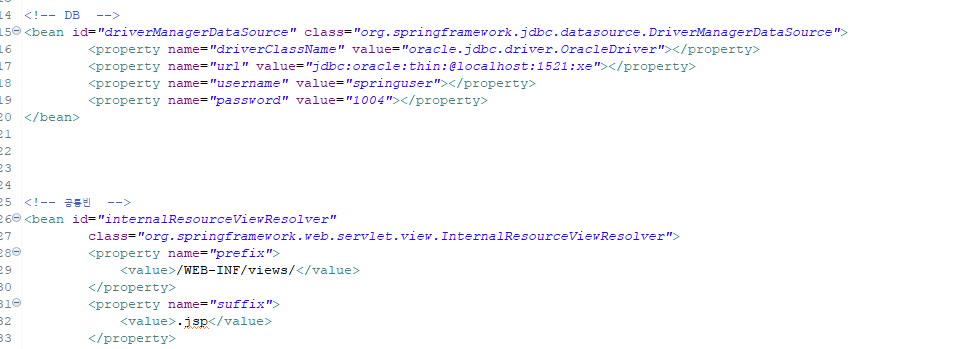 14 <!-- DB  -->
15 <bean id="driverManagerDataSource" class="org.springframework.jdbc.datasource.DriverManagerDataSource">
16 <property name="driverClassName" value="oracle.jdbc.driver.OracleDriver"></property>
17 <property name="url" value="jdbc:oracle:thin:@localhost:1521:xe"></property>
18 <property name="username" value="springuser"></property>
19 <property name="password" value="1004"></property>
20 </bean>
21
22
23
24
25 <!-- 공통빈  -->
26 <bean id="internalResourceViewResolver"
27 class="org.springframework.web.servlet.view.InternalResourceViewResolver">
28 <property name="prefix">
29 <value>/WEB-INF/views/</value>
30 </property>
31 <property name="suffix">
32 <value>.jsp</value>
33 </property>